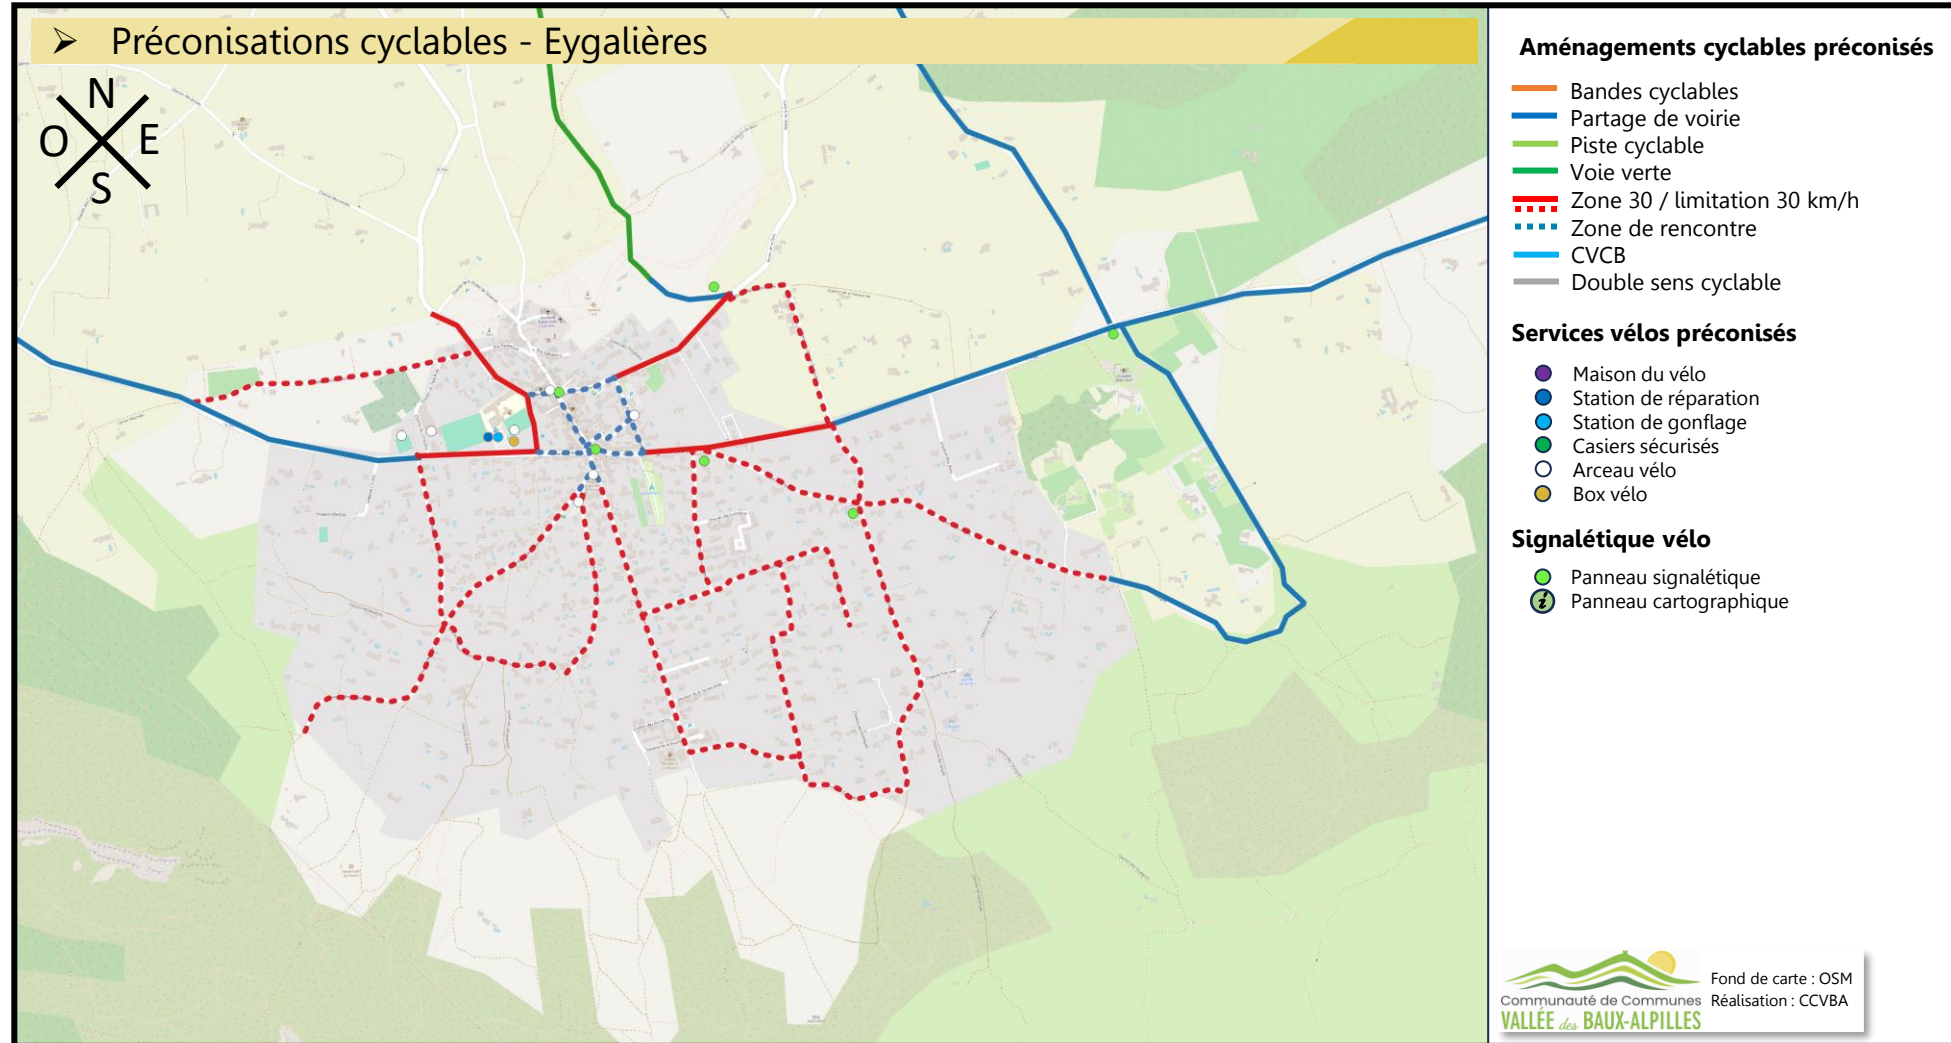 ➢ Préconisations cyclables - Eygalières
N
O E
S
Aménagements cyclables préconisés
Bandes cyclables
Partage de voirie
Piste cyclable
Voie verte
Zone 30 / limitation 30 km/h
Zone de rencontre
CVCB
Double sens cyclable
Services vélos préconisés
Maison du vélo
Station de réparation
Station de gonflage
Casiers sécurisés
Arceau vélo
Box vélo
Signalétique vélo
Panneau signalétique
i Panneau cartographique
Communauté de Communes
VALLÉE des BAUX-ALPILLES
Fond de carte : OSM
Réalisation : CCVBA